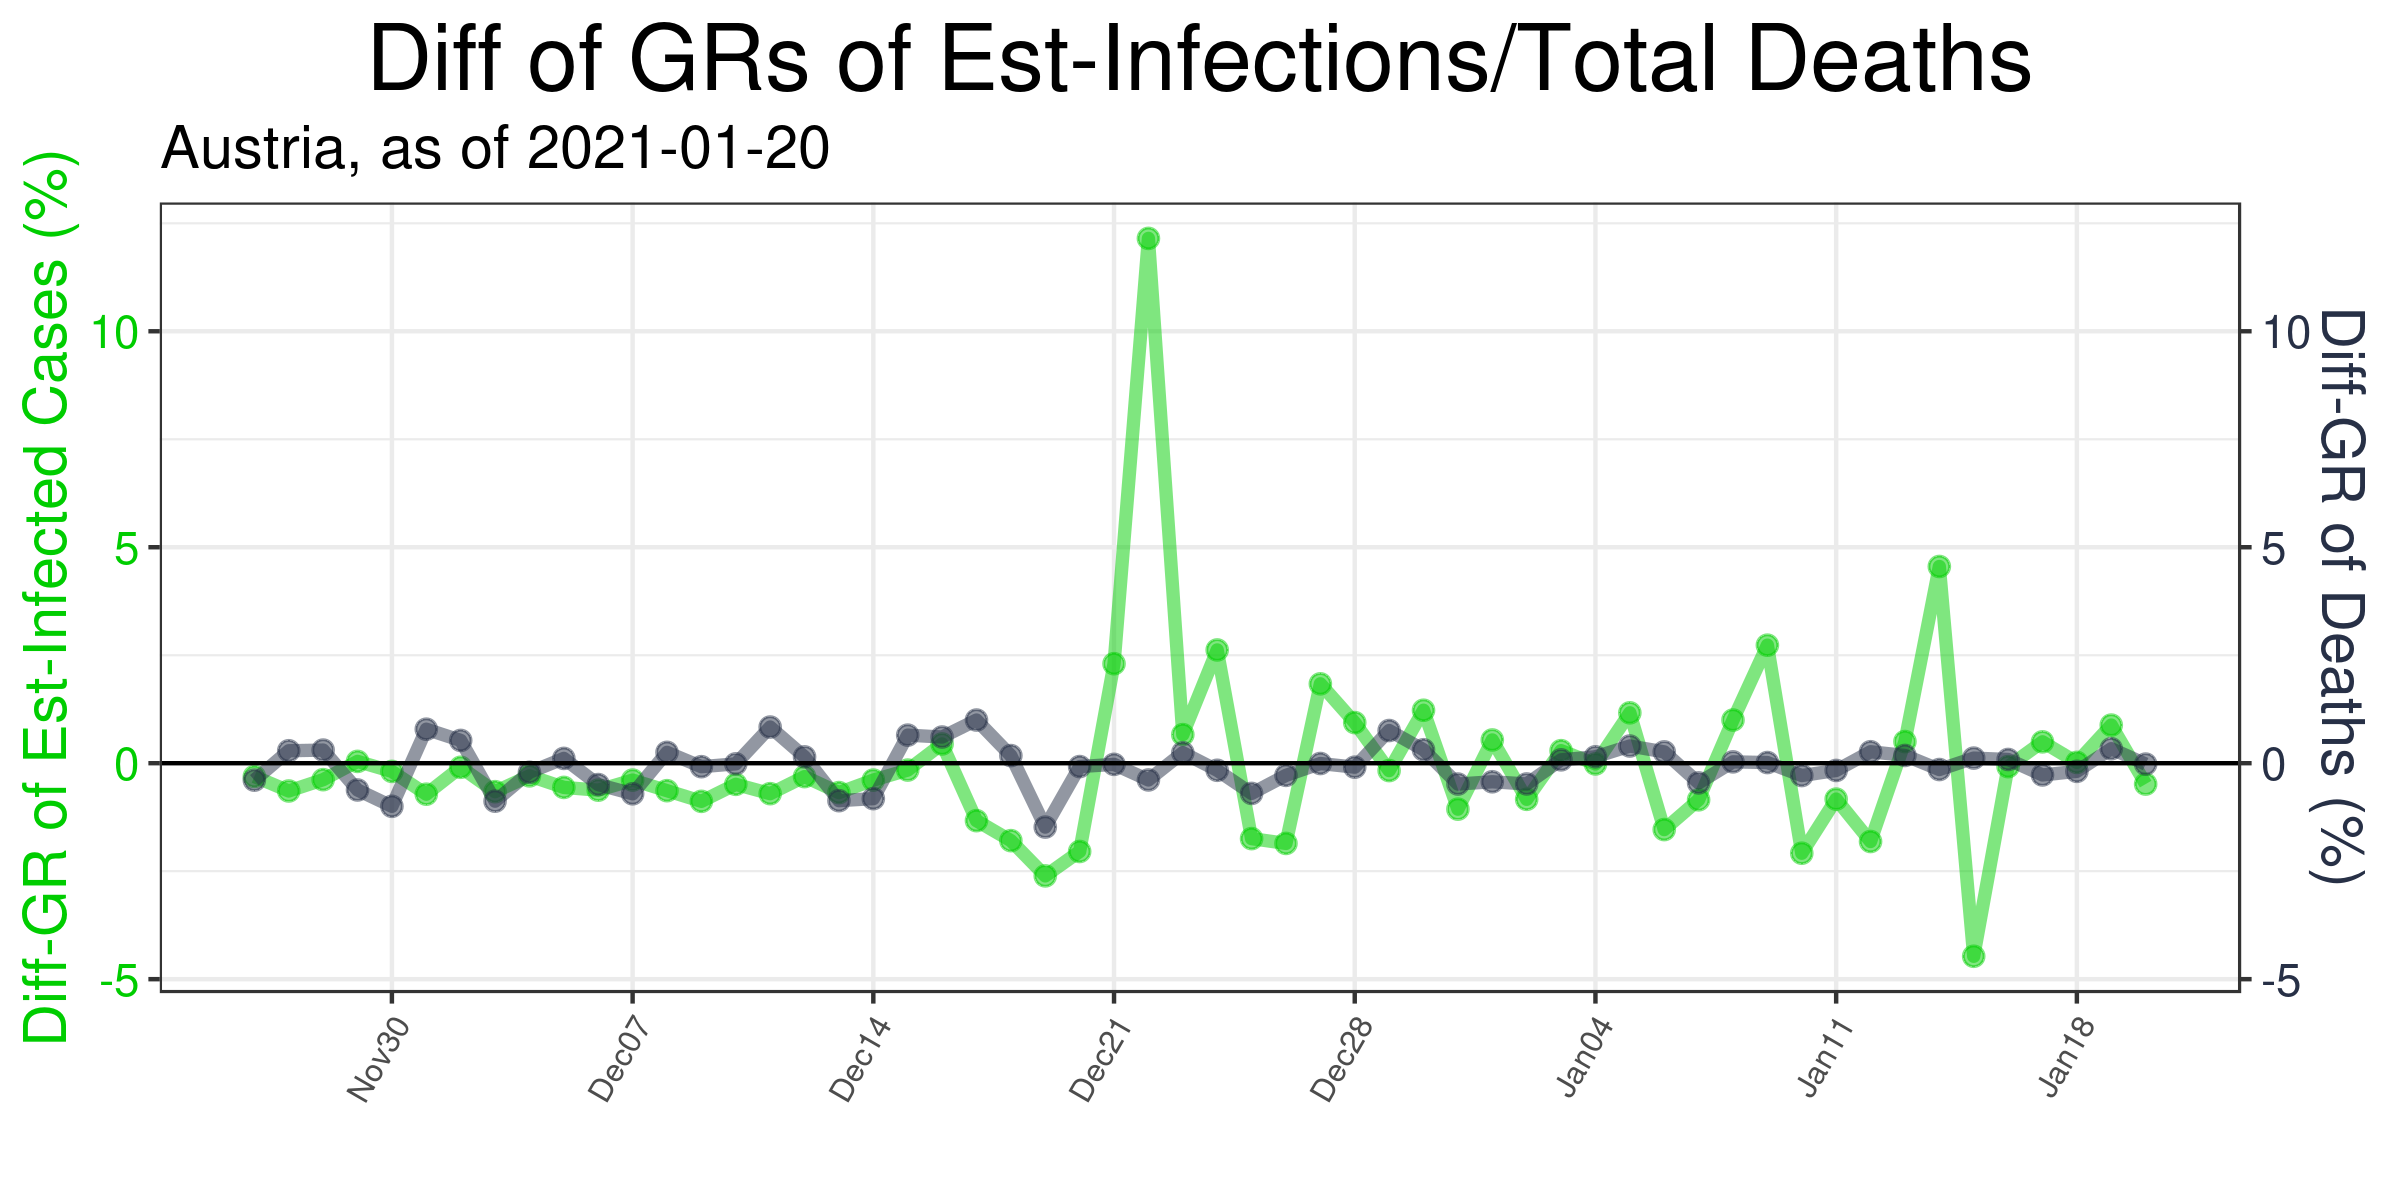 Diff of GRs of Est-Infections/Total Deaths
Austria, as of 2021-01-20
Diff-GR of Est-Infected Cases (%)
10
5
0
-5
10
5
0
-5
Diff-GR of Deaths (%)
Nov30
Dec07
Dec14
Dec21
Dec28
Jan04
Jan11
Jan18